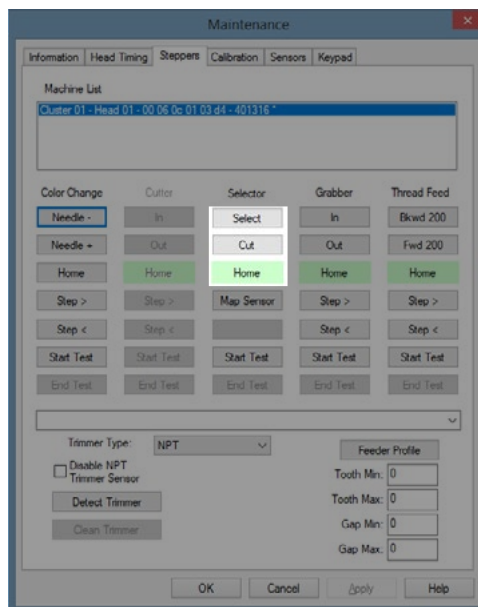 Maintenance
Information Head Timing Steppers Calibration Sensors Keypad
Machine List
Cluster 01 - Head 01 - 00 06 0c 01 03 d4 - 401316 *
Color Change Cutter Selector Grabber Thread Feed
Needle - In Select In Bkwd 200
Needle + Out Cut Out Fwd 200
Home Home Home Home Home
Step > Step > Map Sensor Step > Step >
Step < Step < Step < Step <
Start Test Start Test Start Test Start Test Start Test
End Test End Test End Test End Test End Test
Trimmer Type: NPT
Feeder Profile
Disable NPT
Trimmer Sensor
Tooth Min: 0
Detect Trimmer
Tooth Max: 0
Clean Trimmer
Gap Min: 0
Gap Max: 0
OK Cancel Apply Help